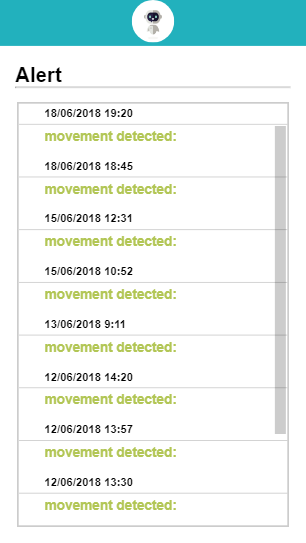 Alert
18/06/2018 19:20
movement detected:
18/06/2018 18:45
movement detected:
15/06/2018 12:31
movement detected:
15/06/2018 10:52
movement detected:
13/06/2018 9:11
movement detected:
12/06/2018 14:20
movement detected:
12/06/2018 13:57
movement detected:
12/06/2018 13:30
movement detected: